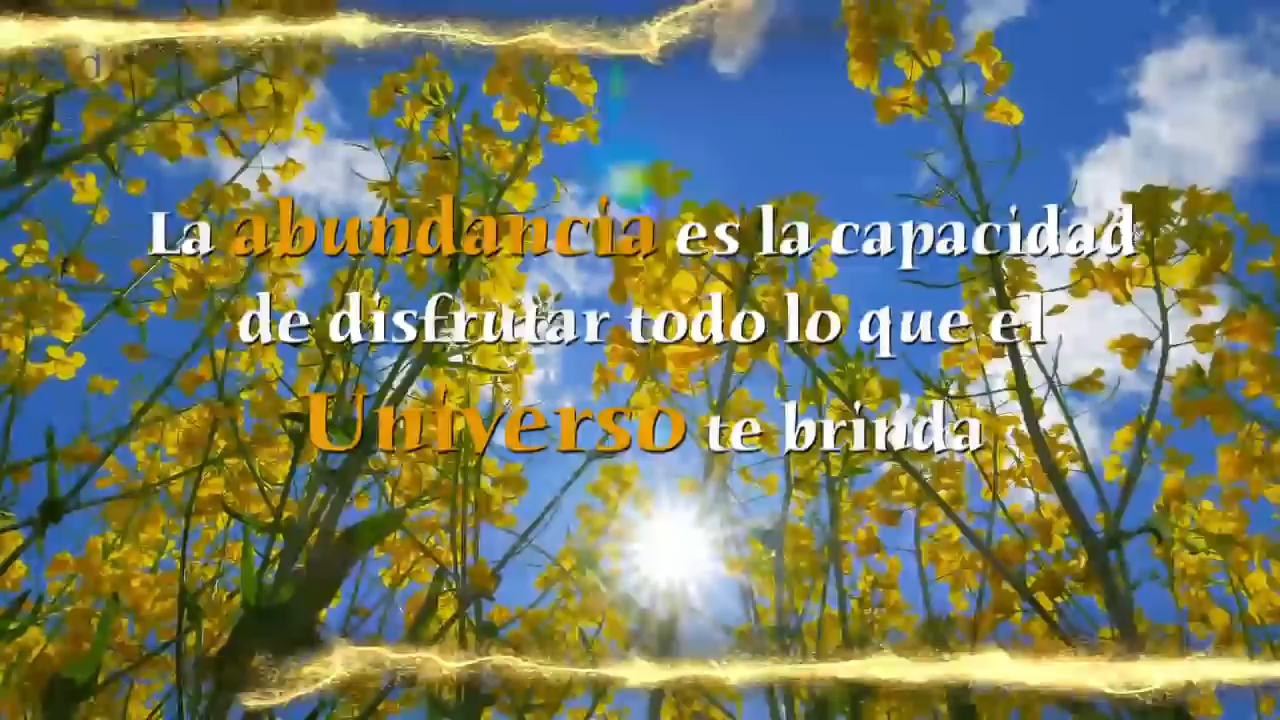 La abundancia es la capacidad
de disfrutar todo lo que el
Universo te brinda